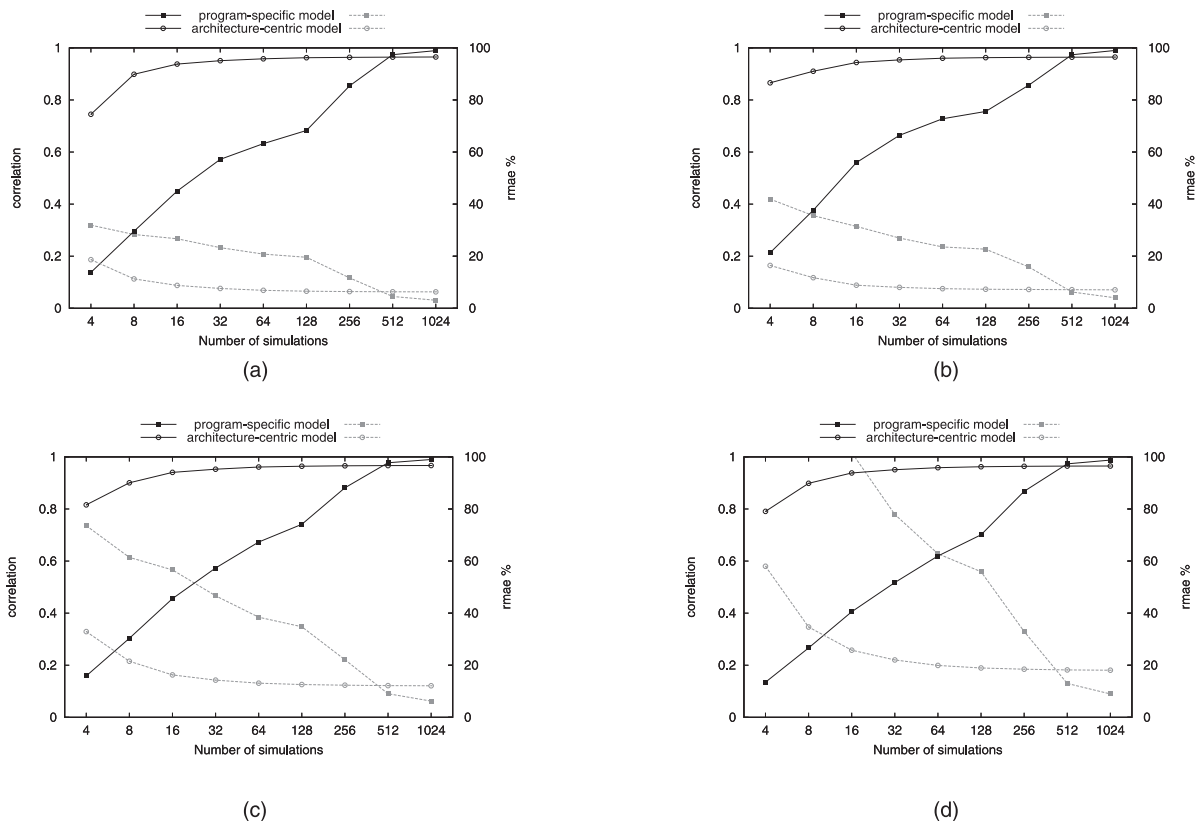 program-specific model
architecture-centric model
1
0.8
0.6
0.4
0.2
0
correlation
100
80
60
40
20
0
rmae %
4 8 16 32 64 128 256 512 1024
Number of simulations
(a)
program-specific model
architecture-centric model
1
0.8
0.6
0.4
0.2
0
correlation
100
80
60
40
20
0
rmae %
4 8 16 32 64 128 256 512 1024
Number of simulations
(b)
program-specific model
architecture-centric model
1
0.8
0.6
0.4
0.2
0
correlation
100
80
60
40
20
0
rmae %
4 8 16 32 64 128 256 512 1024
Number of simulations
(c)
program-specific model
architecture-centric model
1
0.8
0.6
0.4
0.2
0
correlation
100
80
60
40
20
0
rmae %
4 8 16 32 64 128 256 512 1024
Number of simulations
(d)